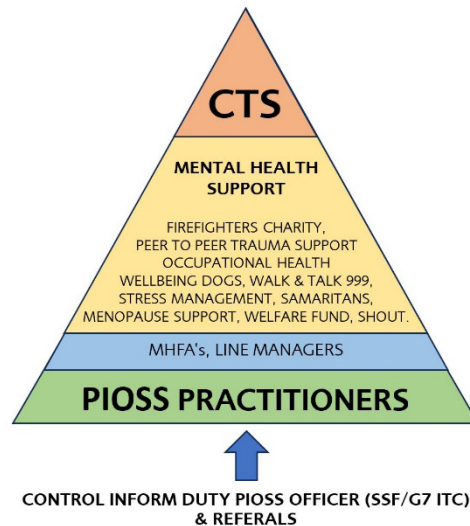 CTS
MENTAL HEALTH
SUPPORT
FIREFIGHTERS CHARITY,
PEER TO PEER TRAUMA SUPPORT
OCCUPATIONAL HEALTH
WELLBEING DOGS, WALK & TALK 999,
STRESS MANAGEMENT, SAMARITANS,
MENOPAUSE SUPPORT, WELFARE FUND, SHOUT.
MHFA's, LINE MANAGERS
PIOSS PRACTITIONERS
CONTROL INFORM DUTY PIOSS OFFICER (SSF/G7 ITC)
& REFERRALS